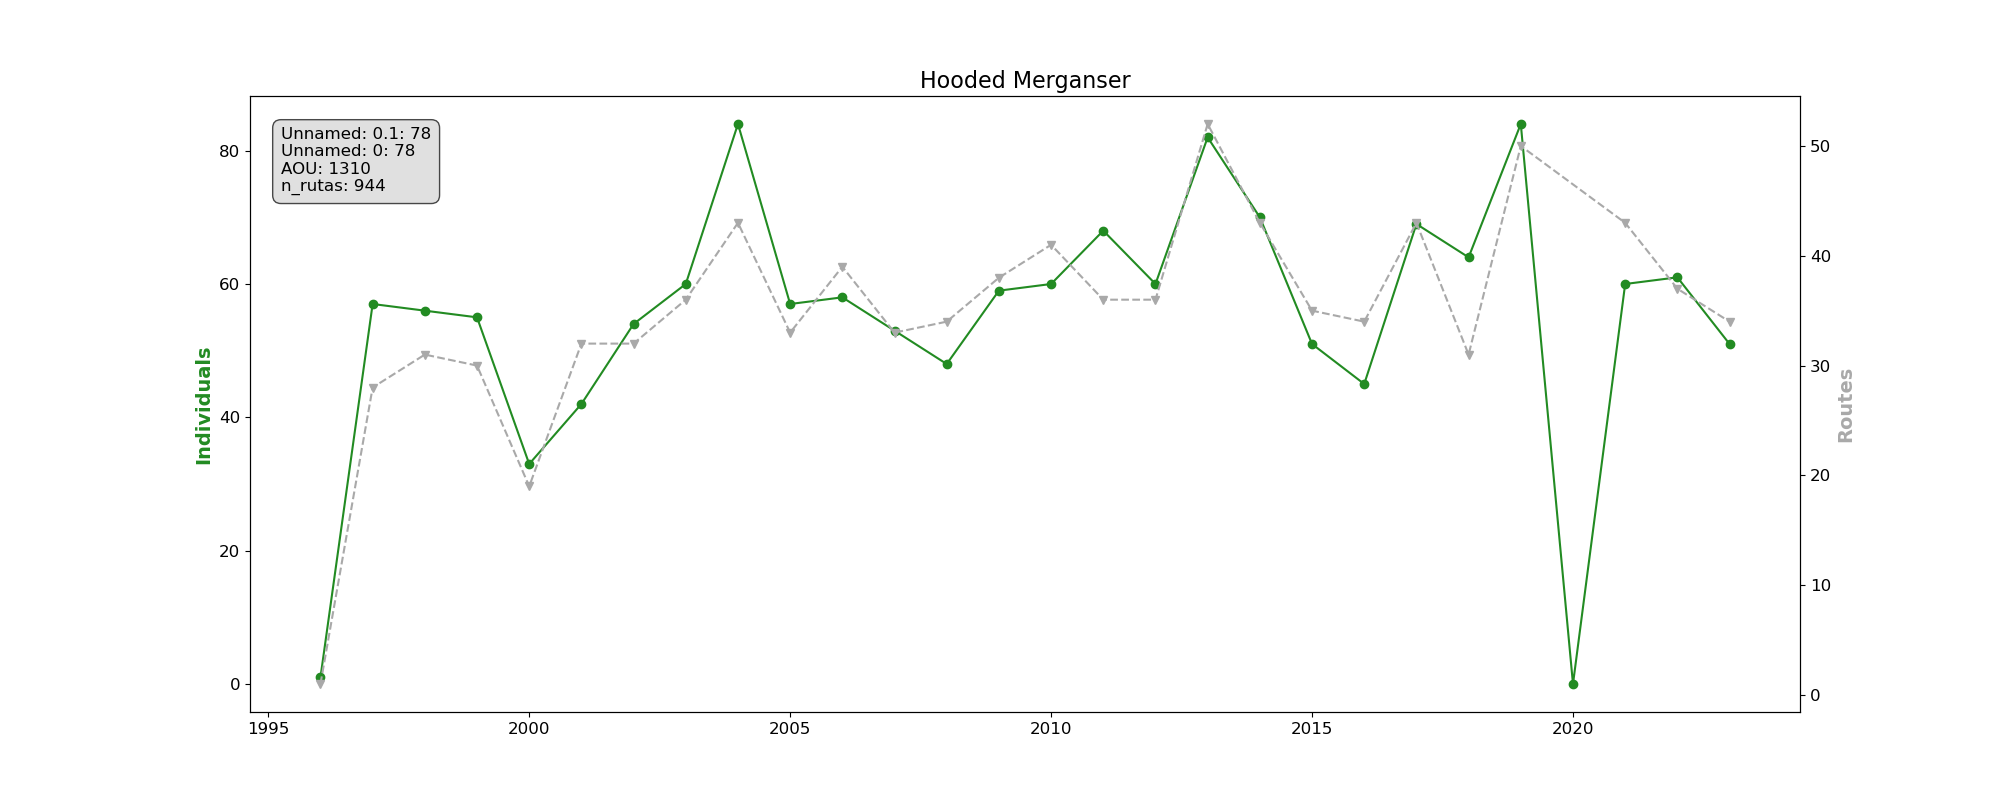 Hooded Merganser
Unnamed: 0.1: 78
Unnamed: 0: 78
AOU: 1310
n_rutas: 944
Individuals
80
60
40
20
0
50
40
30
20
10
0
Routes
1995
2000
2005
2010
2015
2020